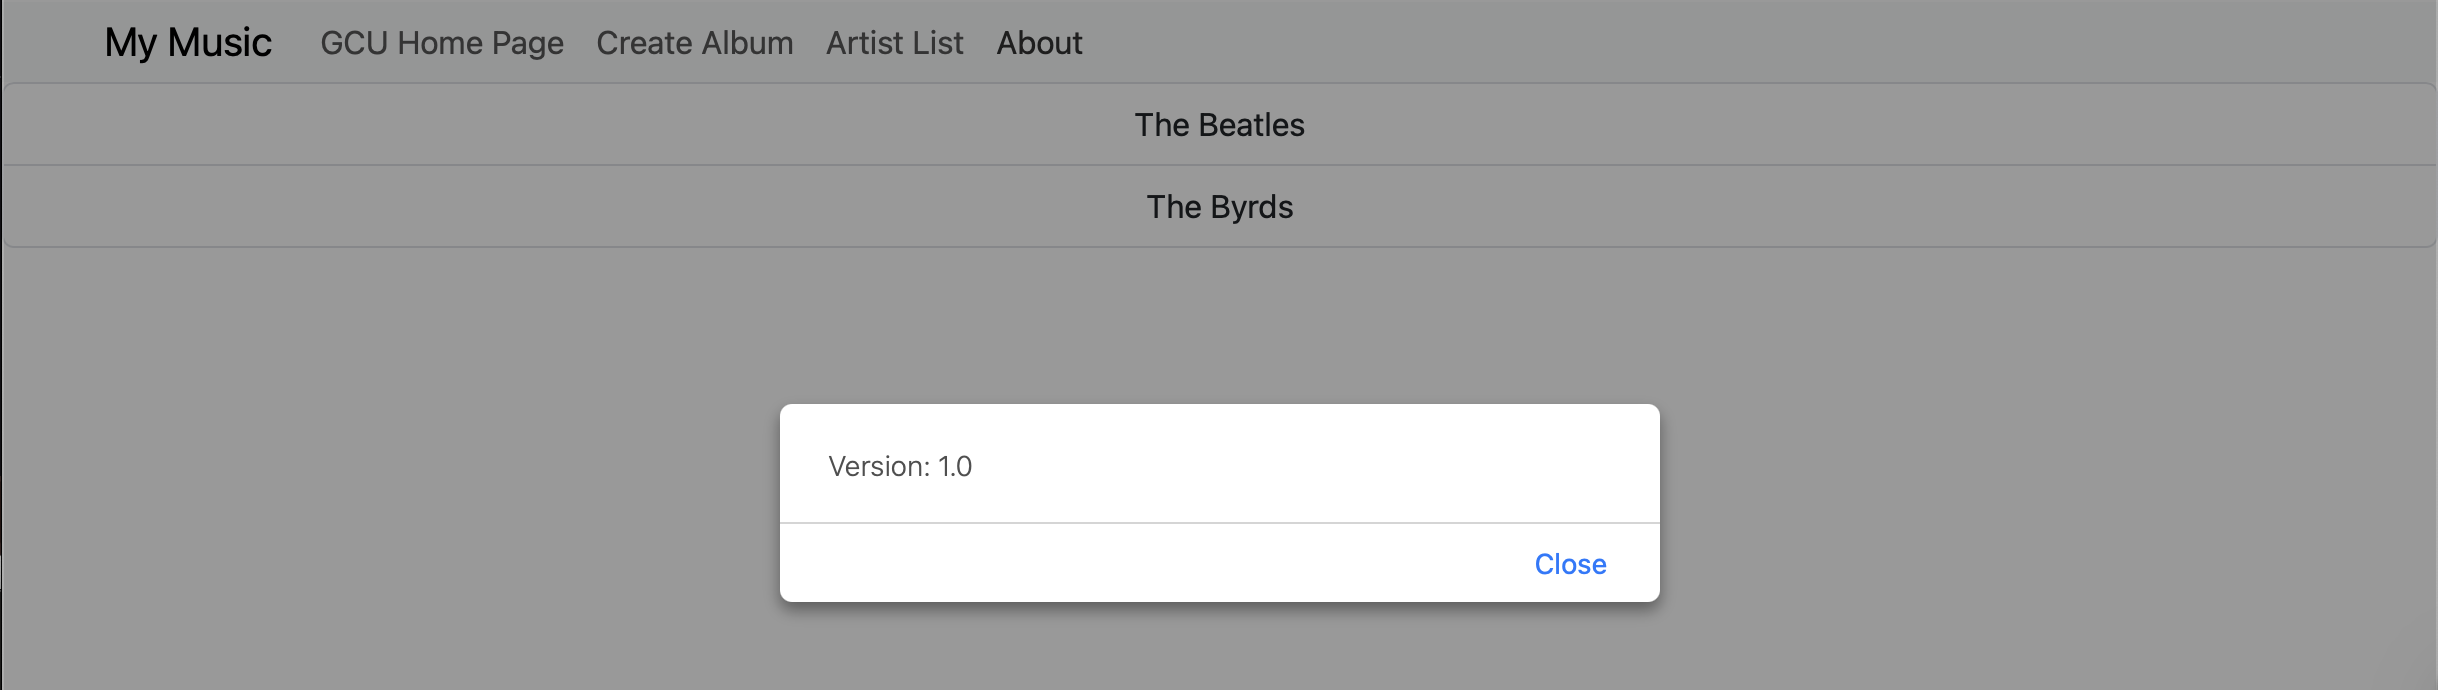 My Music GCU Home Page Create Album Artist List About
The Beatles
The Byrds
Version: 1.0
Close